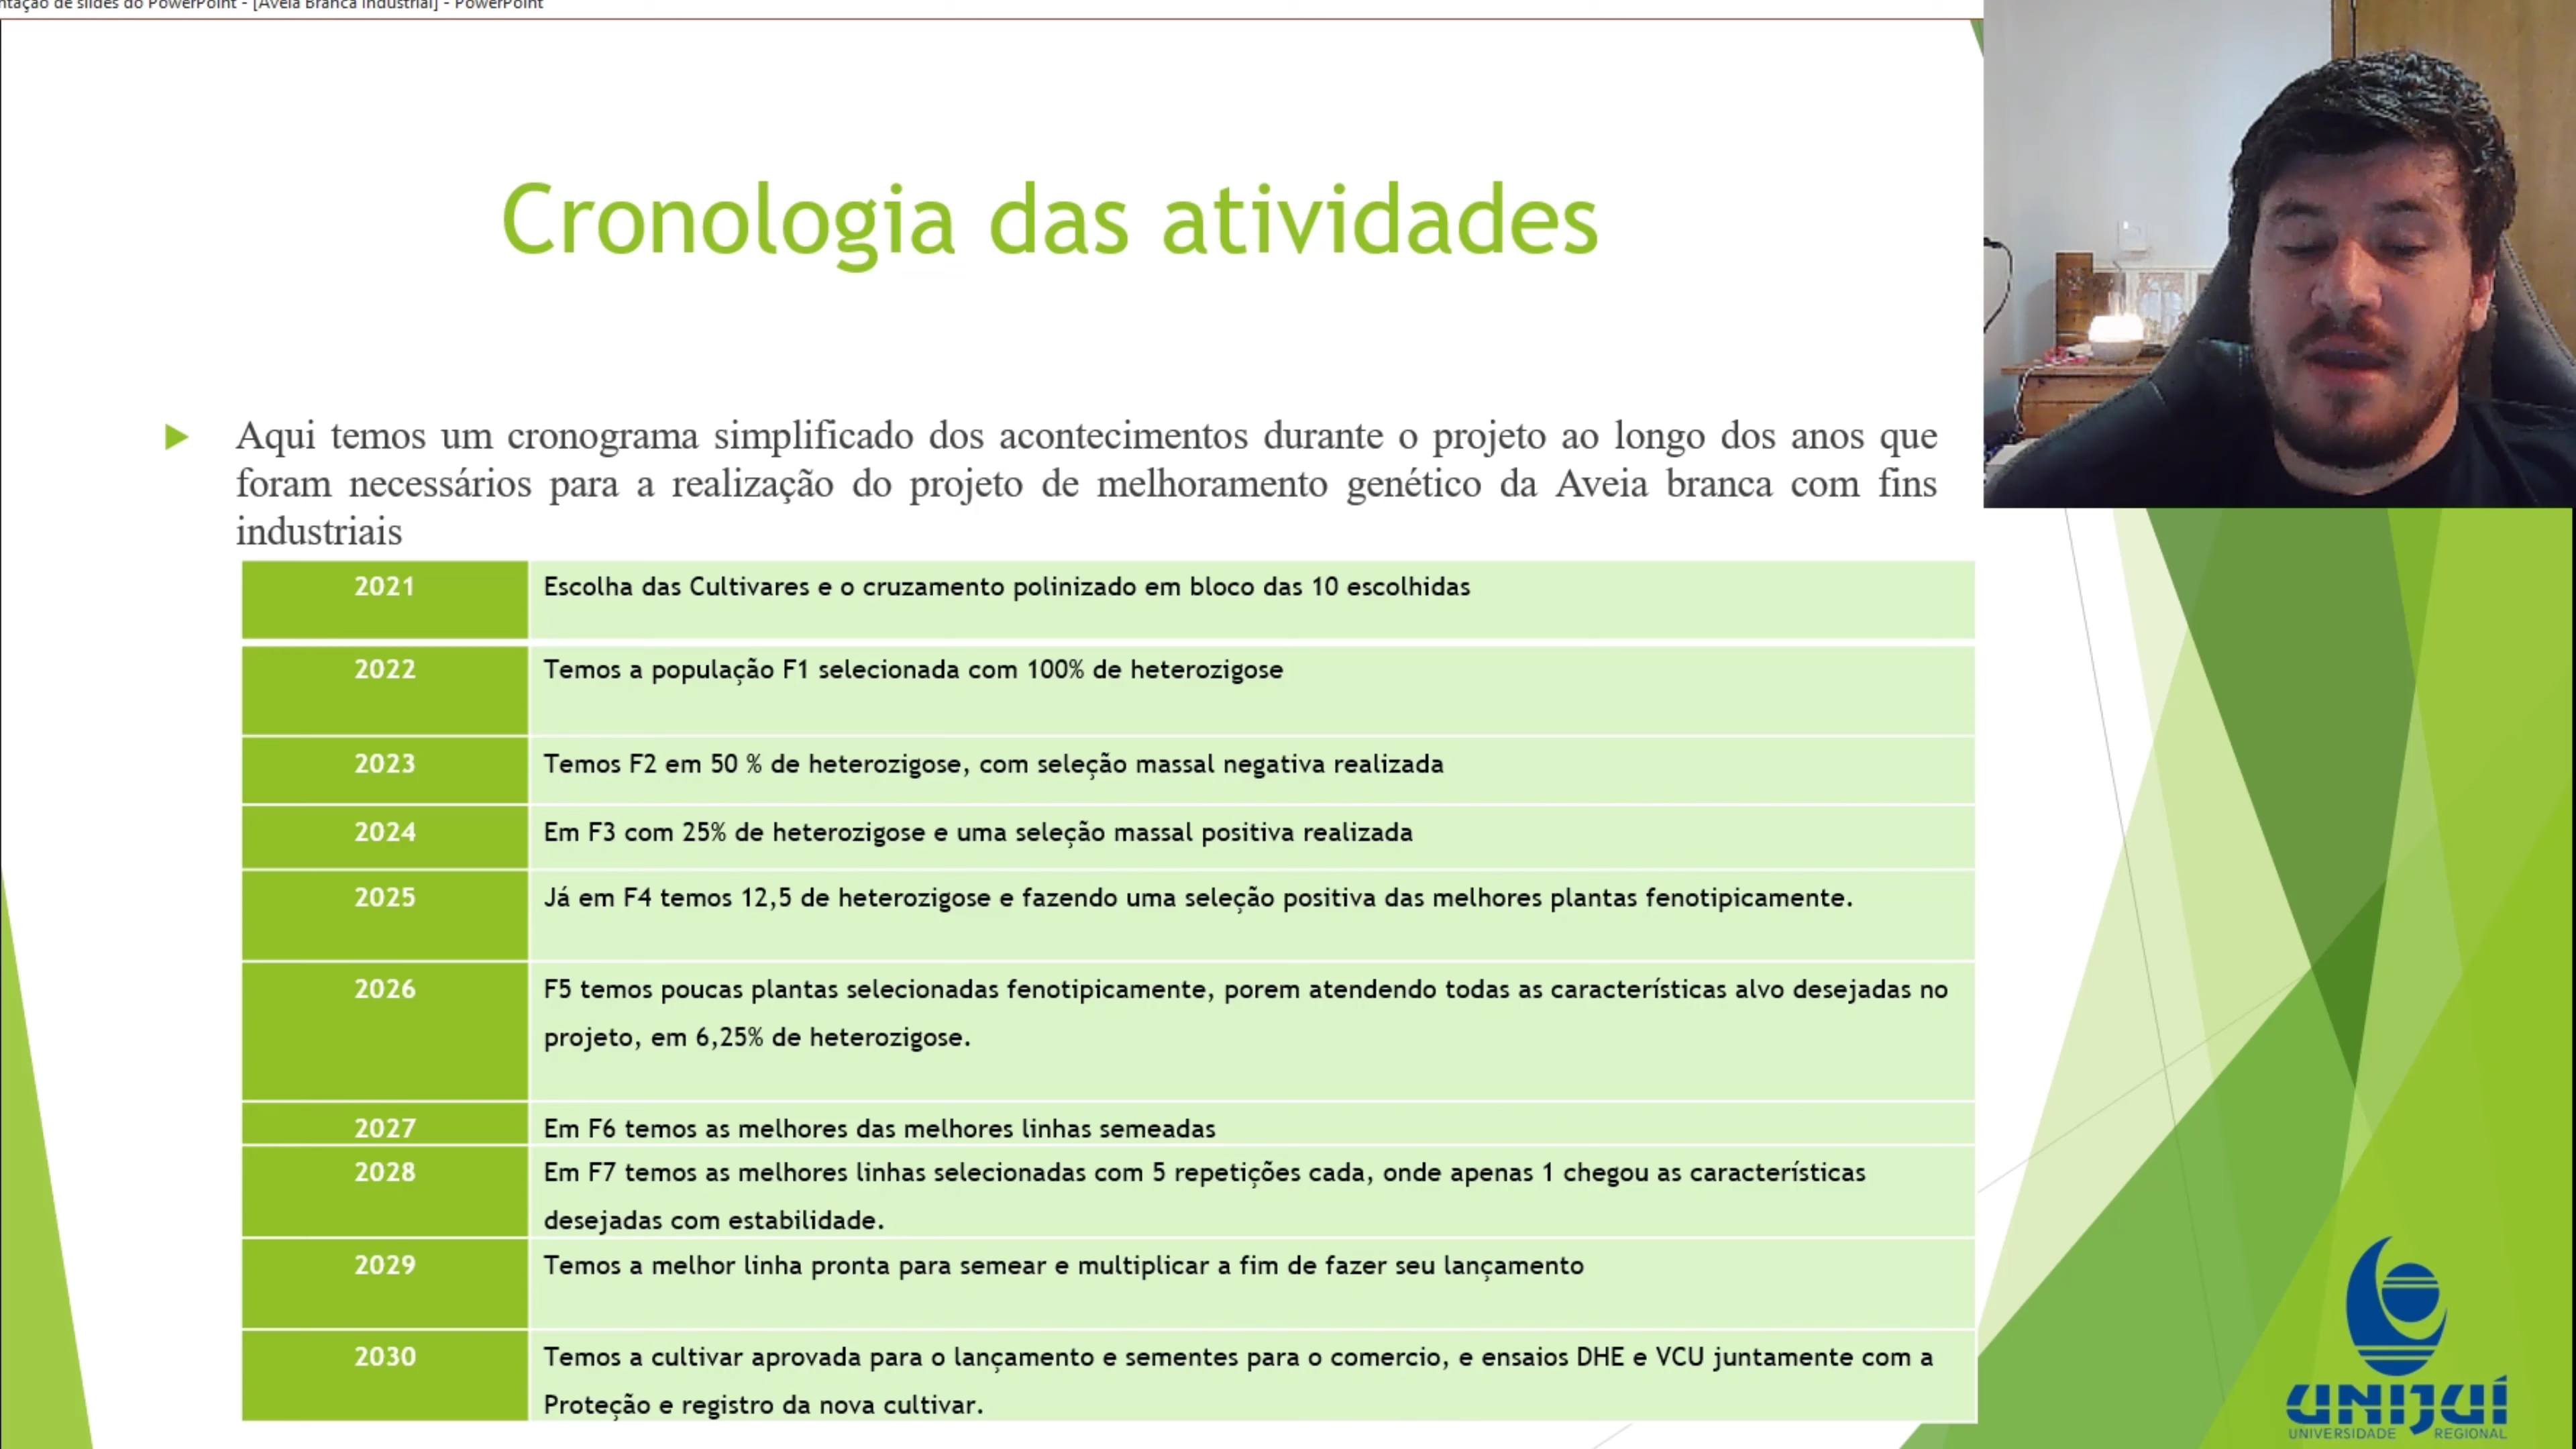 ntação de slides do PowerPoint - [Aveia Branca Industrial] - PowerPoint
Cronologia das atividades
Aqui temos um cronograma simplificado dos acontecimentos durante o projeto ao longo dos anos que
foram necessários para a realização do projeto de melhoramento genético da Aveia branca com fins
industriais
2021 Escolha das Cultivares e o cruzamento polinizado em bloco das 10 escolhidas
2022 Temos a população F1 selecionada com 100% de heterozigose
2023 Temos F2 em 50 % de heterozigose, com seleção massal negativa realizada
2024 Em F3 com 25% de heterozigose e uma seleção massal positiva realizada
2025 Já em F4 temos 12,5 de heterozigose e fazendo uma seleção positiva das melhores plantas fenotipicamente.
2026 F5 temos poucas plantas selecionadas fenotipicamente, porem atendendo todas as características alvo desejadas no
projeto, em 6,25% de heterozigose.
2027 Em F6 temos as melhores das melhores linhas semeadas
2028 Em F7 temos as melhores linhas selecionadas com 5 repetições cada, onde apenas 1 chegou as características
desejadas com estabilidade.
2029 Temos a melhor linha pronta para semear e multiplicar a fim de fazer seu lançamento
2030 Temos a cultivar aprovada para o lançamento e sementes para o comercio, e ensaios DHE e VCU juntamente com a
Proteção e registro da nova cultivar.
UNIJUÍ
UNIVERSIDADE REGIONAL